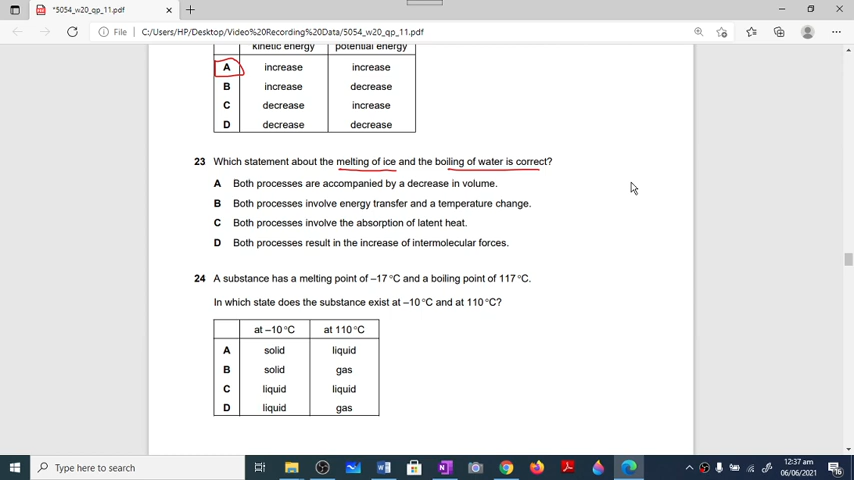 *5054_w20_qp_11.pdf
File C:/Users/HP/Desktop/Video%20Recording%20Data/5054_w20_qp_11.pdf
kinetic energy potential energy
A increase increase
B increase decrease
C decrease increase
D decrease decrease
23 Which statement about the melting of ice and the boiling of water is correct?
A Both processes are accompanied by a decrease in volume.
B Both processes involve energy transfer and a temperature change.
C Both processes involve the absorption of latent heat.
D Both processes result in the increase of intermolecular forces.
24 A substance has a melting point of –17 °C and a boiling point of 117 °C.
In which state does the substance exist at –10 °C and at 110 °C?
at –10 °C at 110 °C
A solid liquid
B solid gas
C liquid liquid
D liquid gas
Type here to search
12:37 am
06/06/2021
16